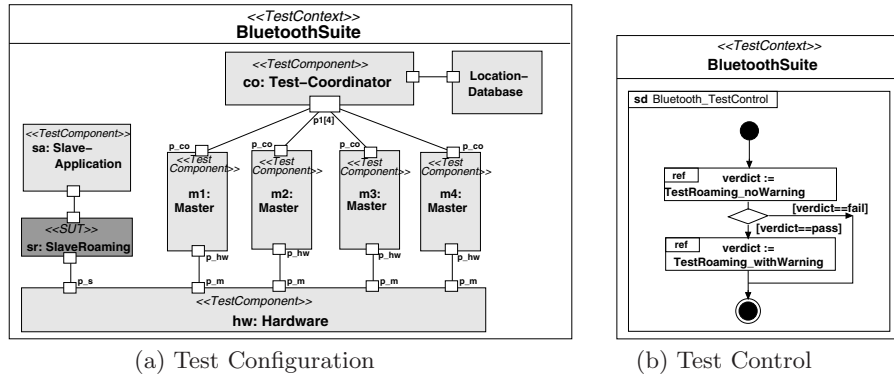 <<TestContext>>
BluetoothSuite
<<TestComponent>>
co: Test-Coordinator
Location-
Database
p1[4]
<<TestComponent>>
sa: Slave-
Application
<<SUT>>
sr: SlaveRoaming
p_co
p_co
p_co
p_co
<<Test
Component>>
m1:
Master
<<Test
Component>>
m2:
Master
<<Test
Component>>
m3:
Master
<<Test
Component>>
m4:
Master
p_hw
p_hw
p_hw
p_hw
p_s
p_m
p_m
p_m
p_m
<<TestComponent>>
hw: Hardware
(a) Test Configuration
<<TestContext>>
BluetoothSuite
sd Bluetooth_TestControl
ref
verdict :=
TestRoaming_noWarning
[verdict==fail]
[verdict==pass]
ref
verdict :=
TestRoaming_withWarning
(b) Test Control